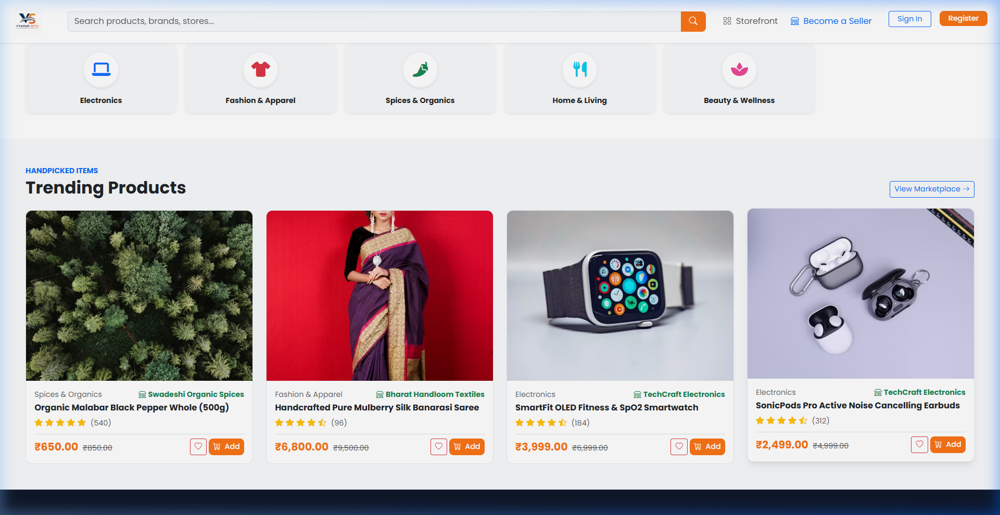 VS
VYAPAR SETU
Search products, brands, stores...
Storefront
Become a Seller
Sign In
Register
Electronics
Fashion & Apparel
Spices & Organics
Home & Living
Beauty & Wellness
HANDPICKED ITEMS
Trending Products
View Marketplace →
Spices & Organics
Swadeshi Organic Spices
Organic Malabar Black Pepper Whole (500g)
(540)
₹650.00 ₹850.00
Add
Fashion & Apparel
Bharat Handloom Textiles
Handcrafted Pure Mulberry Silk Banarasi Saree
(96)
₹6,800.00 ₹9,500.00
Add
Electronics
TechCraft Electronics
SmartFit OLED Fitness & SpO2 Smartwatch
(184)
₹3,999.00 ₹6,999.00
Add
Electronics
TechCraft Electronics
SonicPods Pro Active Noise Cancelling Earbuds
(312)
₹2,499.00 ₹4,999.00
Add